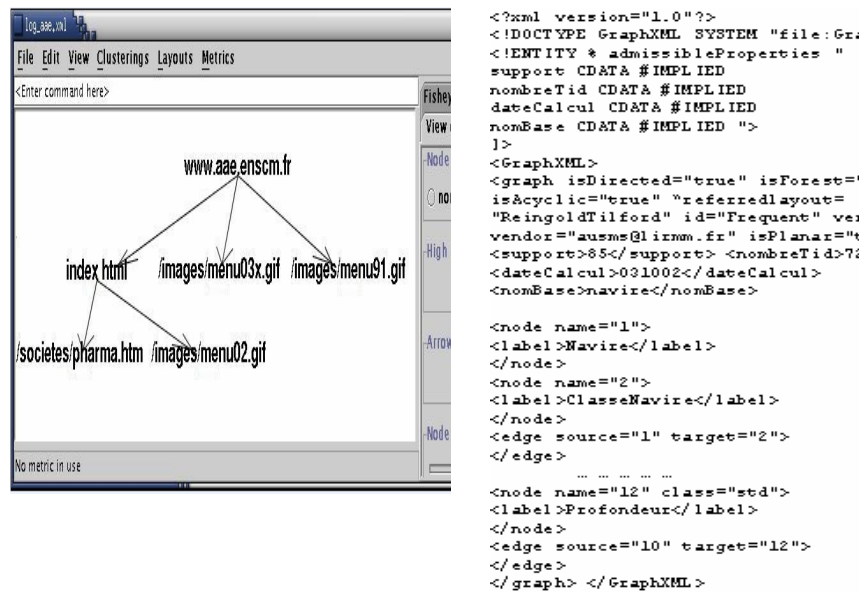 log_aae.xml
File Edit View Clusterings Layouts Metrics
<Enter command here>
www.aae.enscm.fr
index html /images/menu03x.gif /images/menu91.gif
/societes/pharma.htm /images/menu02.gif
No metric in use
Fishey
View
Node
High
Arrow
Node
<?xml version="1.0"?>
<!DOCTYPE GraphXML SYSTEM "file:Gra
<!ENTITY % admissibleProperties "
support CDATA #IMPLIED
nombreTid CDATA #IMPLIED
dateCalcul CDATA #IMPLIED
nomBase CDATA #IMPLIED ">
]>
<GraphXML>
<graph isDirected="true" isForest="
isAcyclic="true" "referredlayout=
"ReingoldTilford" id="Frequent" ver
vendor="ausms@lirmm.fr" isPlanar="t
<support>85</support> <nombreTid>72
<dateCalcul>031002</dateCalcul>
<nomBase>navire</nomBase>
<node name="1">
<label>Navire</label>
</node>
<node name="2">
<label>ClasseNavire</label>
</node>
<edge source="1" target="2">
</edge>
... ... ... ... ...
<node name="12" class="std">
<label>Profondeur</label>
</node>
<edge source="10" target="12">
</edge>
</graph> </GraphXML>